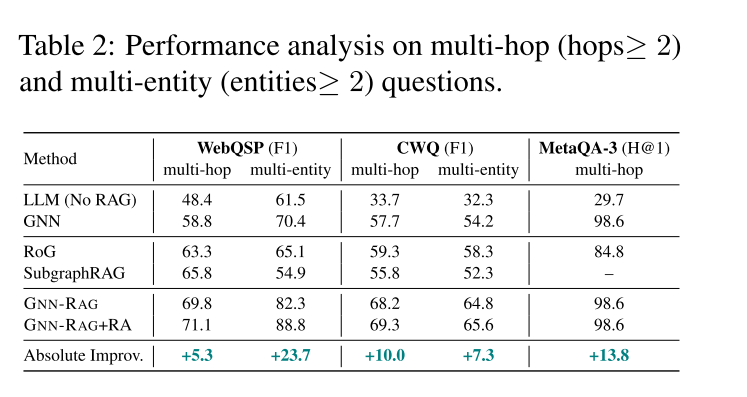 Table 2: Performance analysis on multi-hop (hops≥ 2)
and multi-entity (entities≥ 2) questions.
Method WebQSP (F1) CWQ (F1) MetaQA-3 (H@1)
multi-hop multi-entity multi-hop multi-entity multi-hop
LLM (No RAG) 48.4 61.5 33.7 32.3 29.7
GNN 58.8 70.4 57.7 54.2 98.6
RoG 63.3 65.1 59.3 58.3 84.8
SubgraphRAG 65.8 54.9 55.8 52.3 –
GNN-RAG 69.8 82.3 68.2 64.8 98.6
GNN-RAG+RA 71.1 88.8 69.3 65.6 98.6
Absolute Improv. +5.3 +23.7 +10.0 +7.3 +13.8